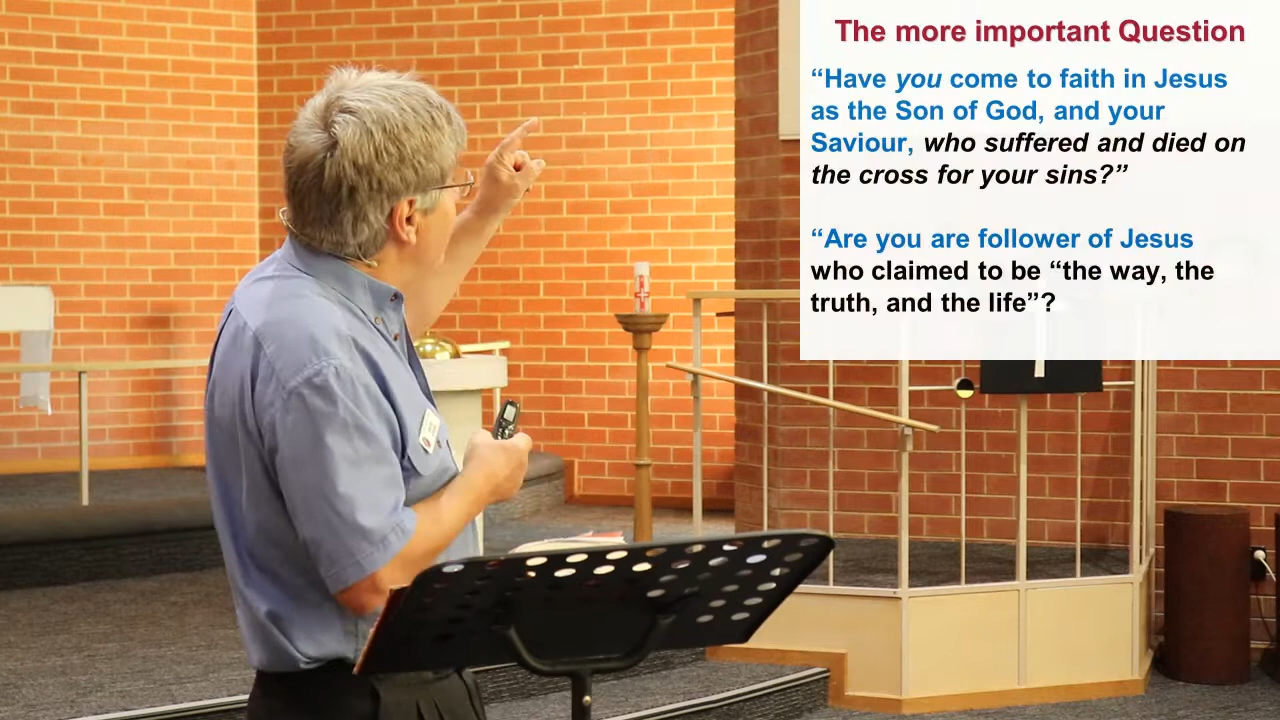 The more important Question
“Have you come to faith in Jesus
as the Son of God, and your
Saviour, who suffered and died on
the cross for your sins?”
“Are you are follower of Jesus
who claimed to be “the way, the
truth, and the life”?